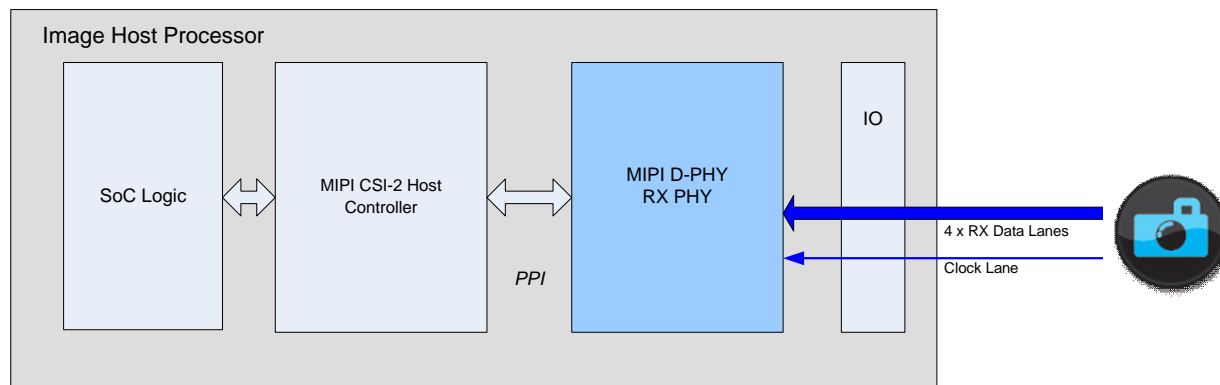 Image Host Processor
SoC Logic
MIPI CSI-2 Host
Controller
PPI
MIPI D-PHY
RX PHY
IO
4 x RX Data Lanes
Clock Lane